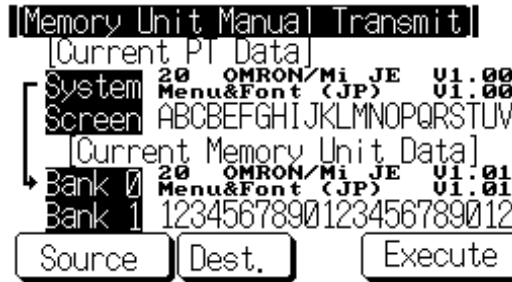 [Memory Unit Manual Transmit]
[Current PT Data]
System 20 OMRON/Mi JE V1.00
Menu&Font (JP) V1.00
Screen ABCBEFGHIJKLMNOPQRSTUV
[Current Memory Unit Data]
Bank 0 20 OMRON/Mi JE V1.01
Menu&Font (JP) V1.01
Bank 1 1234567890123456789012
Source Dest. Execute